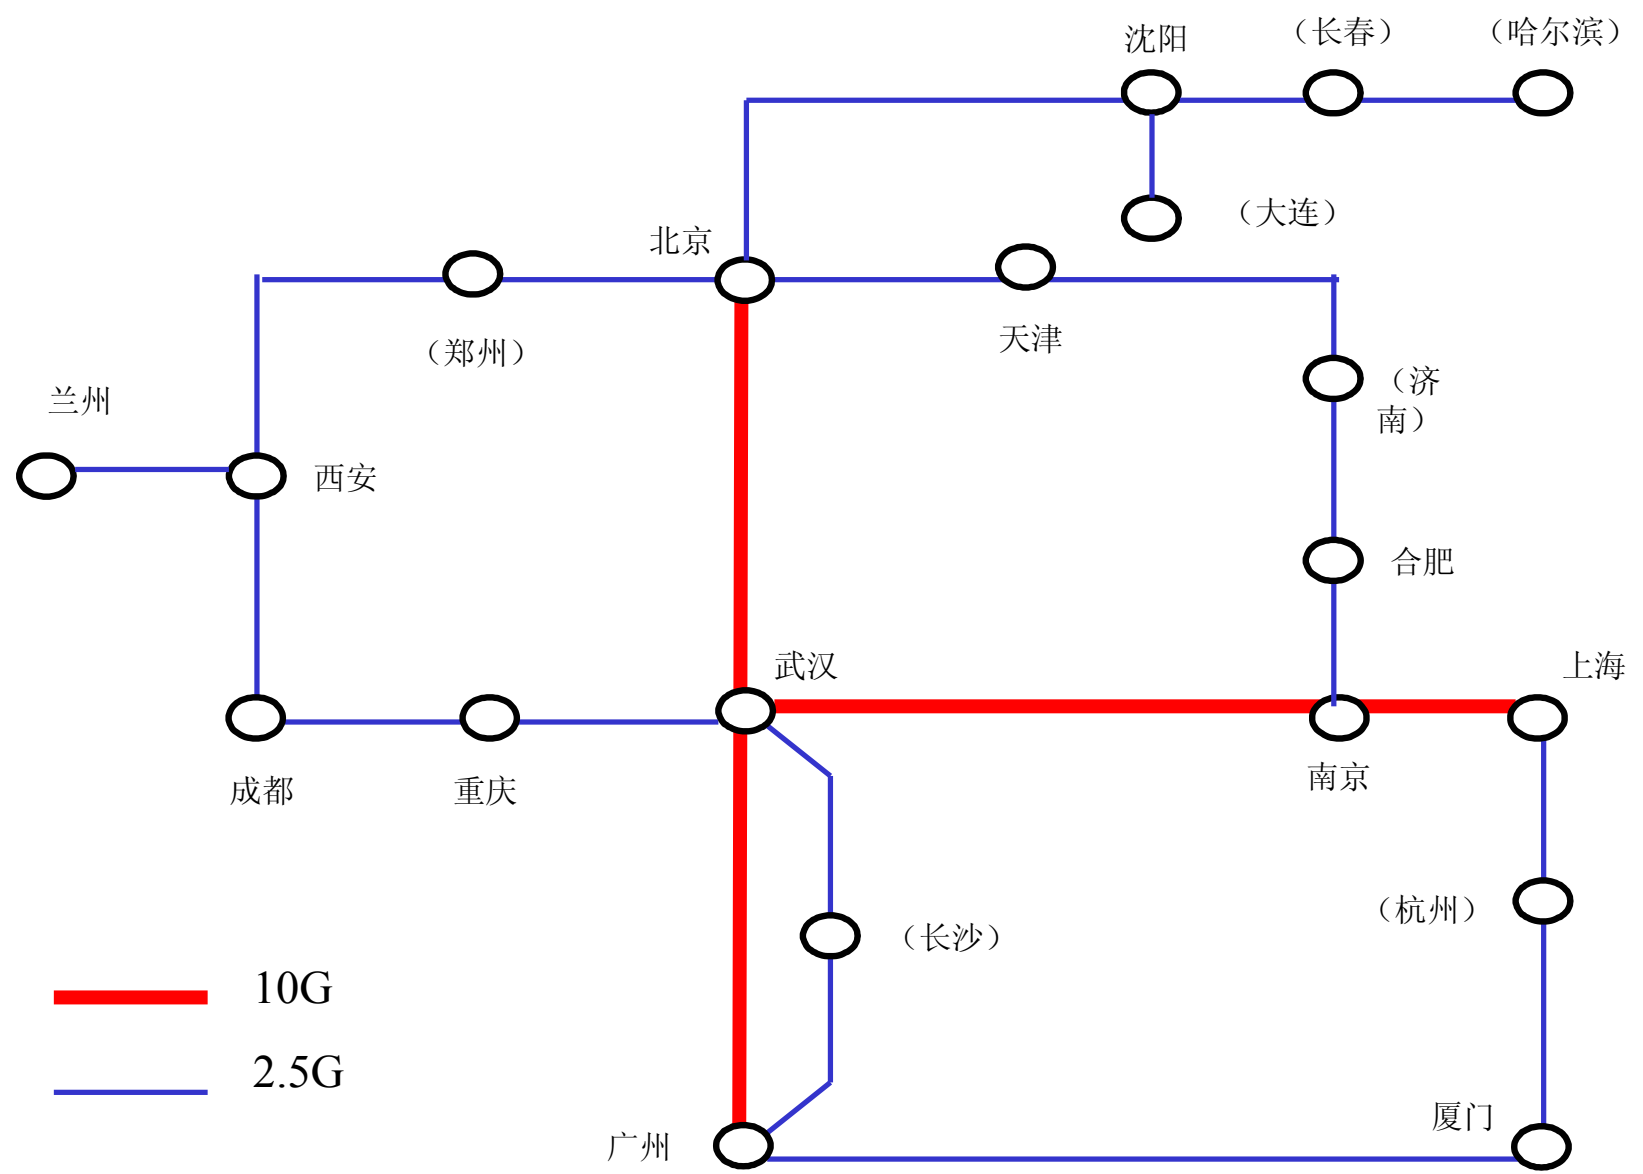 沈阳
（长春）
（哈尔滨）
（大连）
北京
天津
（郑州）
（济
南）
兰州
西安
合肥
武汉
上海
成都
重庆
南京
（杭州）
（长沙）
10G
2.5G
厦门
广州